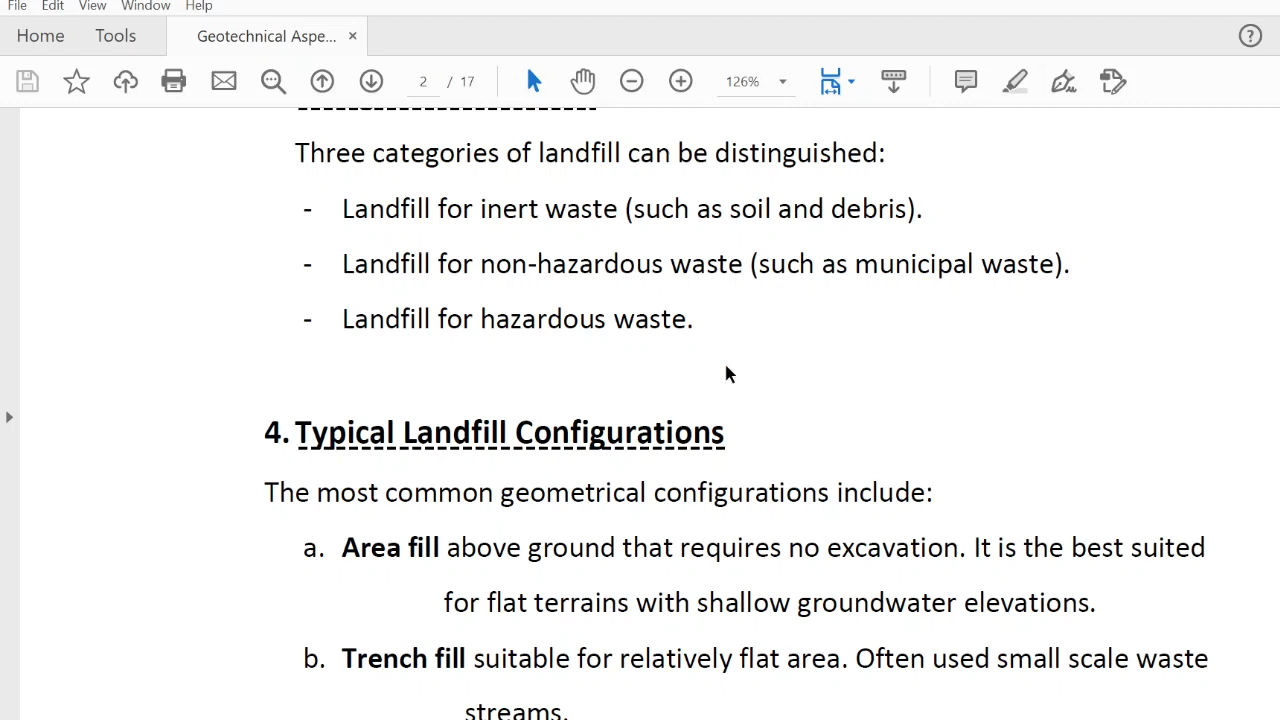 File Edit View Window Help
Home Tools Geotechnical Aspe... ×
2 / 17 126%
Three categories of landfill can be distinguished:
- Landfill for inert waste (such as soil and debris).
- Landfill for non-hazardous waste (such as municipal waste).
- Landfill for hazardous waste.
4. Typical Landfill Configurations
The most common geometrical configurations include:
a. Area fill above ground that requires no excavation. It is the best suited
for flat terrains with shallow groundwater elevations.
b. Trench fill suitable for relatively flat area. Often used small scale waste
streams.